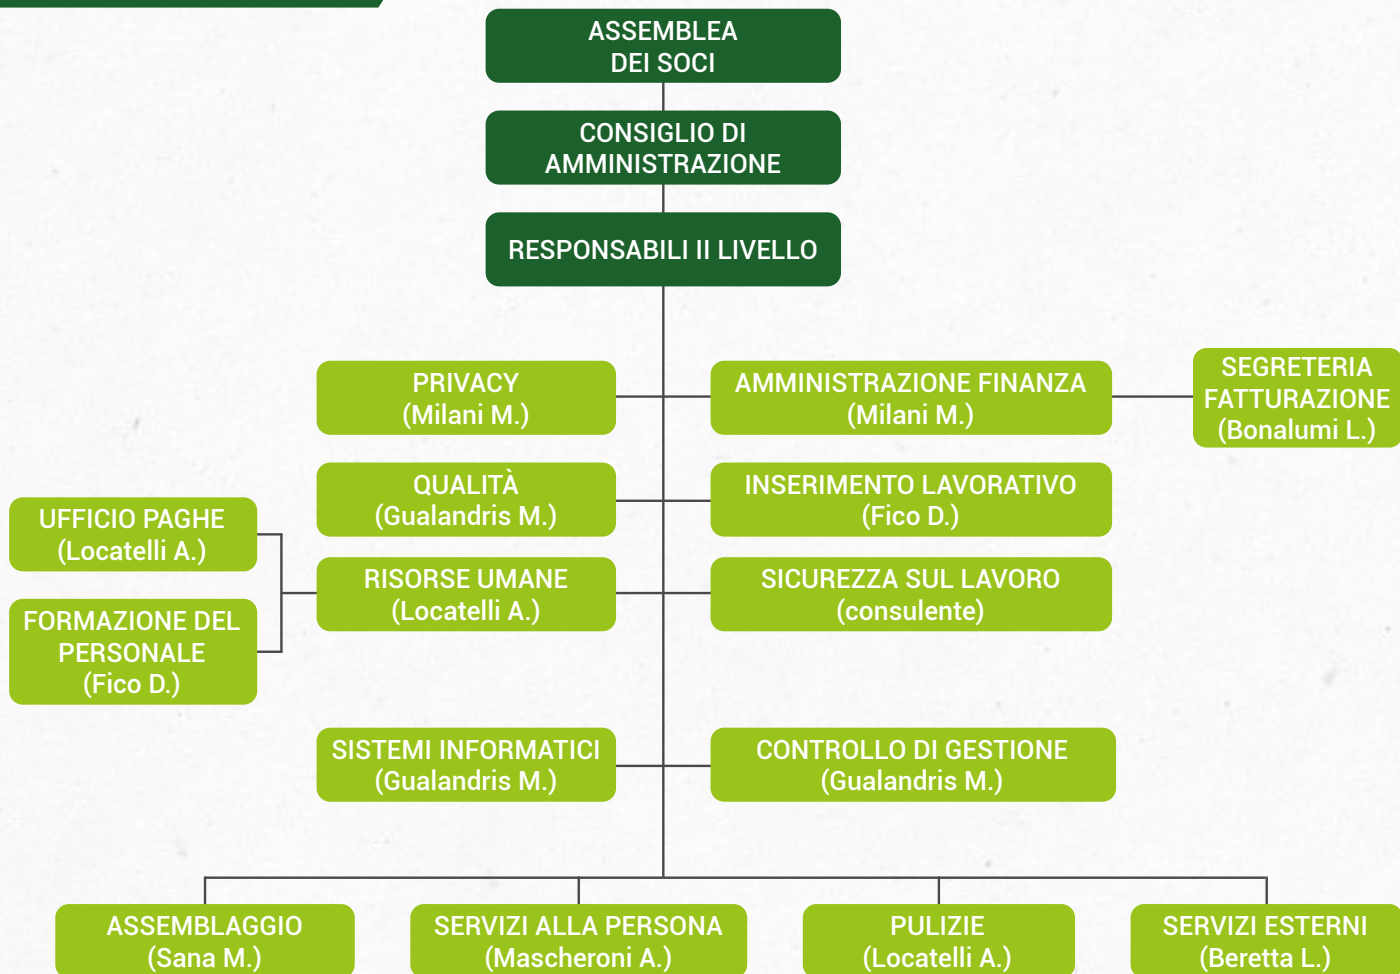 ASSEMBLEA
DEI SOCI
CONSIGLIO DI
AMMINISTRAZIONE
RESPONSABILI II LIVELLO
PRIVACY
(Milani M.)
AMMINISTRAZIONE FINANZA
(Milani M.)
SEGRETERIA
FATTURAZIONE
(Bonalumi L.)
QUALITÀ
(Gualandris M.)
INSERIMENTO LAVORATIVO
(Fico D.)
UFFICIO PAGHE
(Locatelli A.)
RISORSE UMANE
(Locatelli A.)
SICUREZZA SUL LAVORO
(consulente)
FORMAZIONE DEL
PERSONALE
(Fico D.)
SISTEMI INFORMATICI
(Gualandris M.)
CONTROLLO DI GESTIONE
(Gualandris M.)
ASSEMBLAGGIO
(Sana M.)
SERVIZI ALLA PERSONA
(Mascheroni A.)
PULIZIE
(Locatelli A.)
SERVIZI ESTERNI
(Beretta L.)